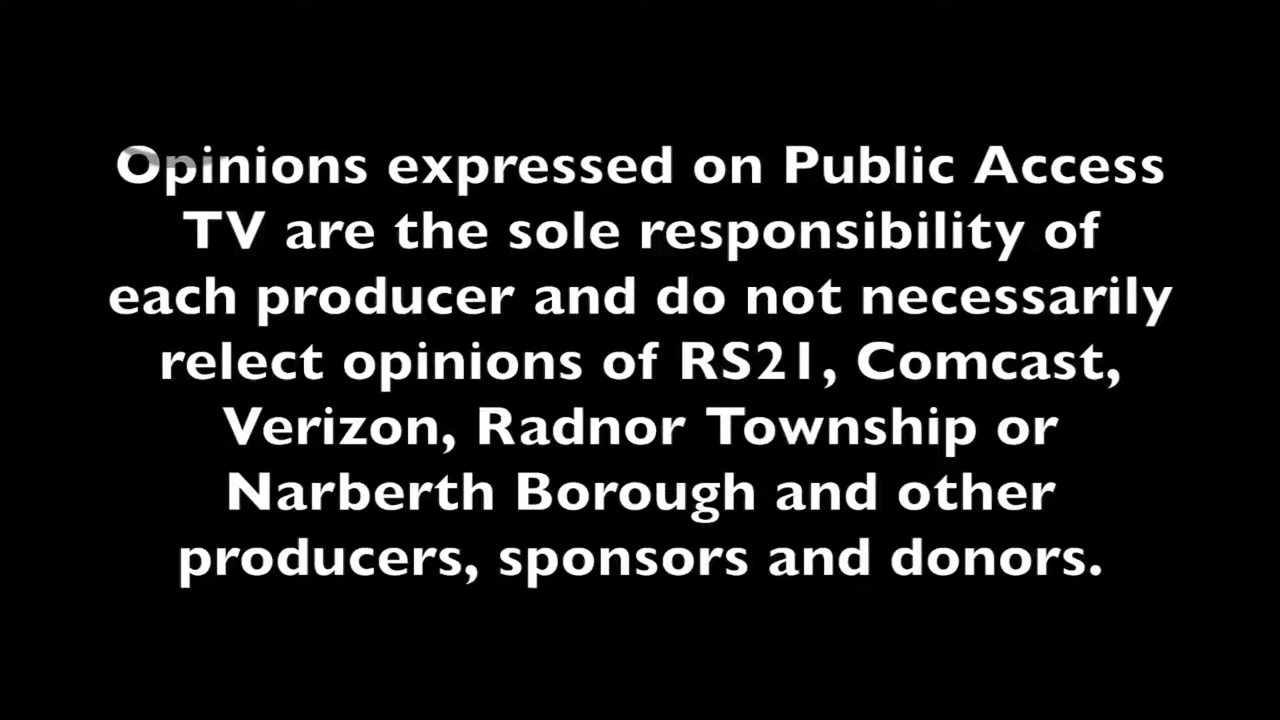 Opinions expressed on Public Access
TV are the sole responsibility of
each producer and do not necessarily
relect opinions of RS21, Comcast,
Verizon, Radnor Township or
Narberth Borough and other
producers, sponsors and donors.